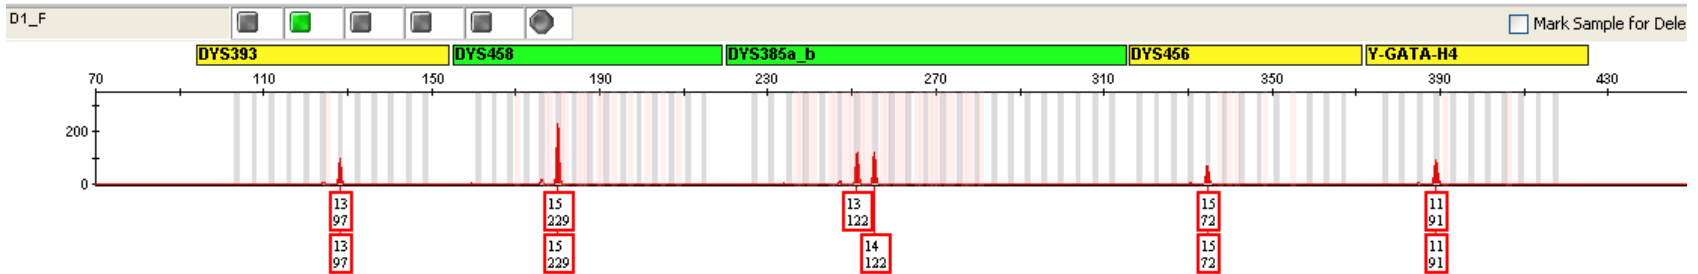 D1_F
Mark Sample for Dele
DYS393 DYS458 DYS385a_b DYS456 Y-GATA-H4
70 110 150 190 230 270 310 350 390 430
200
0
13 15 13 15 11
97 229 122 72 91
13 15 14 15 11
97 229 122 72 91